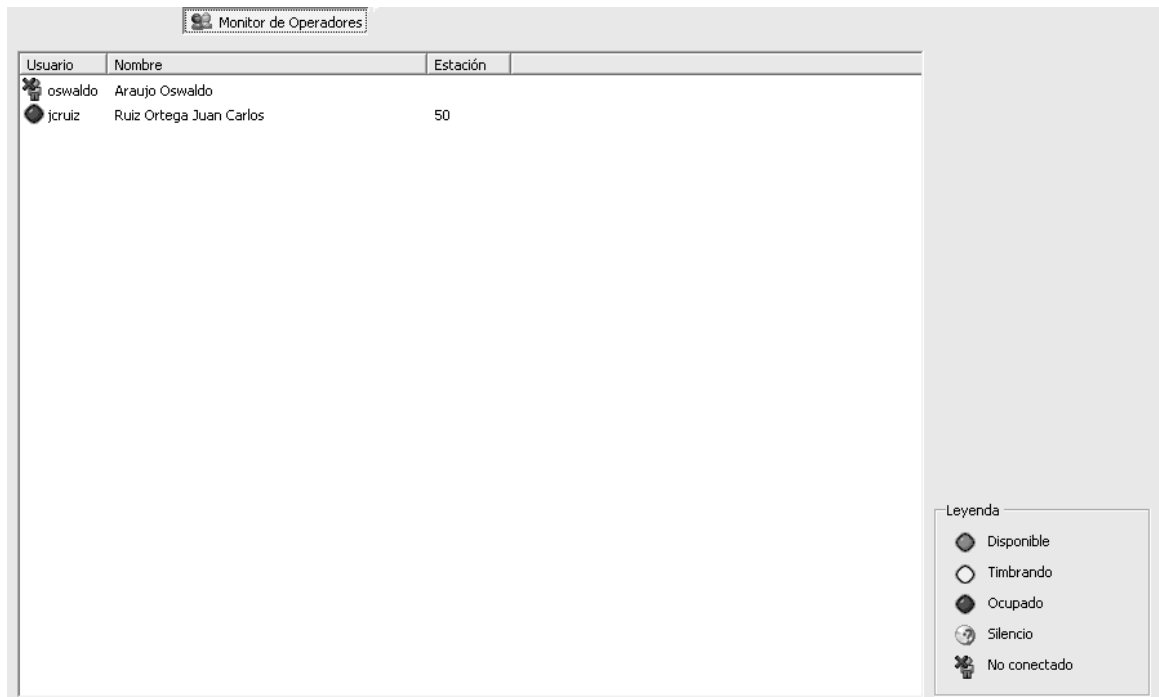 Monitor de Operadores
Usuario Nombre Estación
oswaldo Araujo Oswaldo
jcruiz Ruiz Ortega Juan Carlos 50
Leyenda
Disponible
Timbrando
Ocupado
Silencio
No conectado